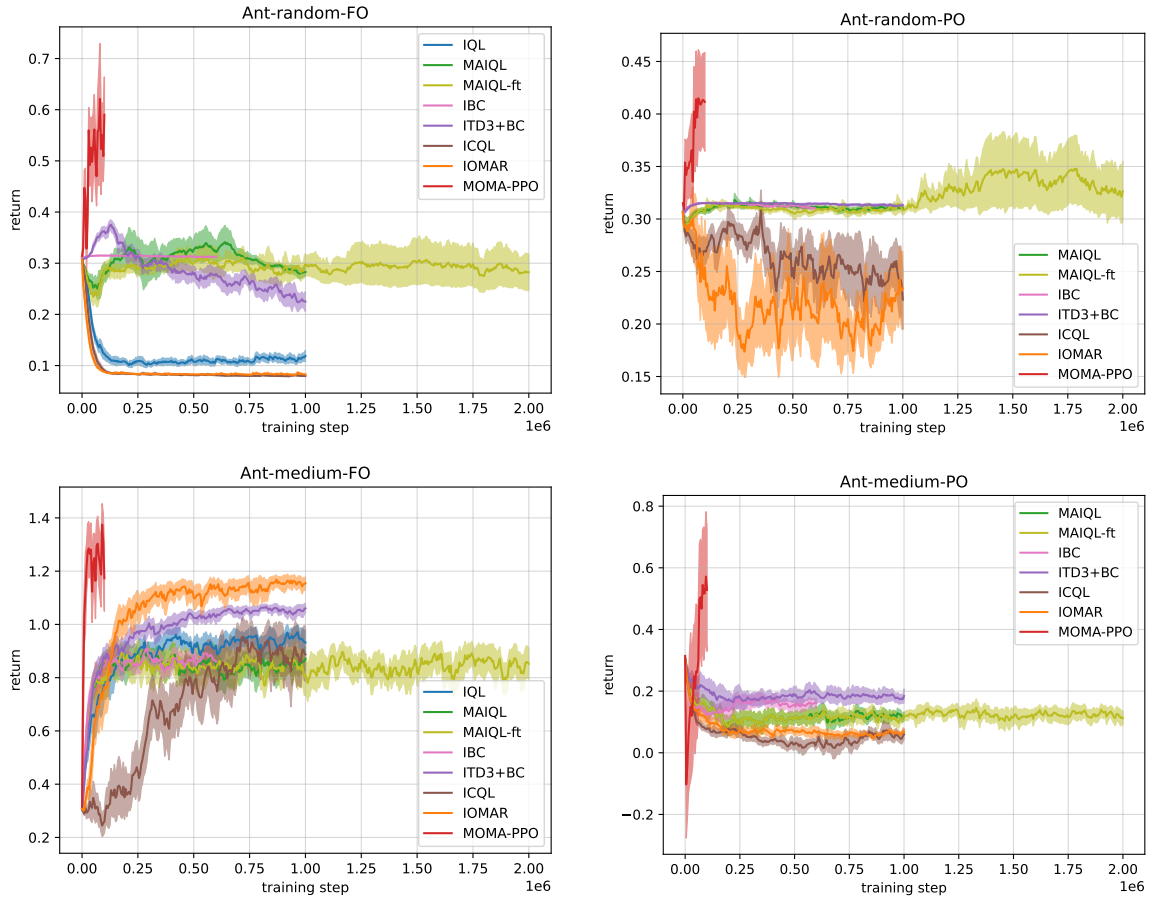 Ant-random-FO
return
0.7
0.6
0.5
0.4
0.3
0.2
0.1
IQL
MAIQL
MAIQL-ft
IBC
ITD3+BC
ICQL
IOMAR
MOMA-PPO
0.00 0.25 0.50 0.75 1.00 1.25 1.50 1.75 2.00
training step
1e6
Ant-random-PO
return
0.45
0.40
0.35
0.30
0.25
0.20
0.15
MAIQL
MAIQL-ft
IBC
ITD3+BC
ICQL
IOMAR
MOMA-PPO
0.00 0.25 0.50 0.75 1.00 1.25 1.50 1.75 2.00
training step
1e6
Ant-medium-FO
return
1.4
1.2
1.0
0.8
0.6
0.4
0.2
IQL
MAIQL
MAIQL-ft
IBC
ITD3+BC
ICQL
IOMAR
MOMA-PPO
0.00 0.25 0.50 0.75 1.00 1.25 1.50 1.75 2.00
training step
1e6
Ant-medium-PO
return
0.8
0.6
0.4
0.2
0.0
−0.2
MAIQL
MAIQL-ft
IBC
ITD3+BC
ICQL
IOMAR
MOMA-PPO
0.00 0.25 0.50 0.75 1.00 1.25 1.50 1.75 2.00
training step
1e6